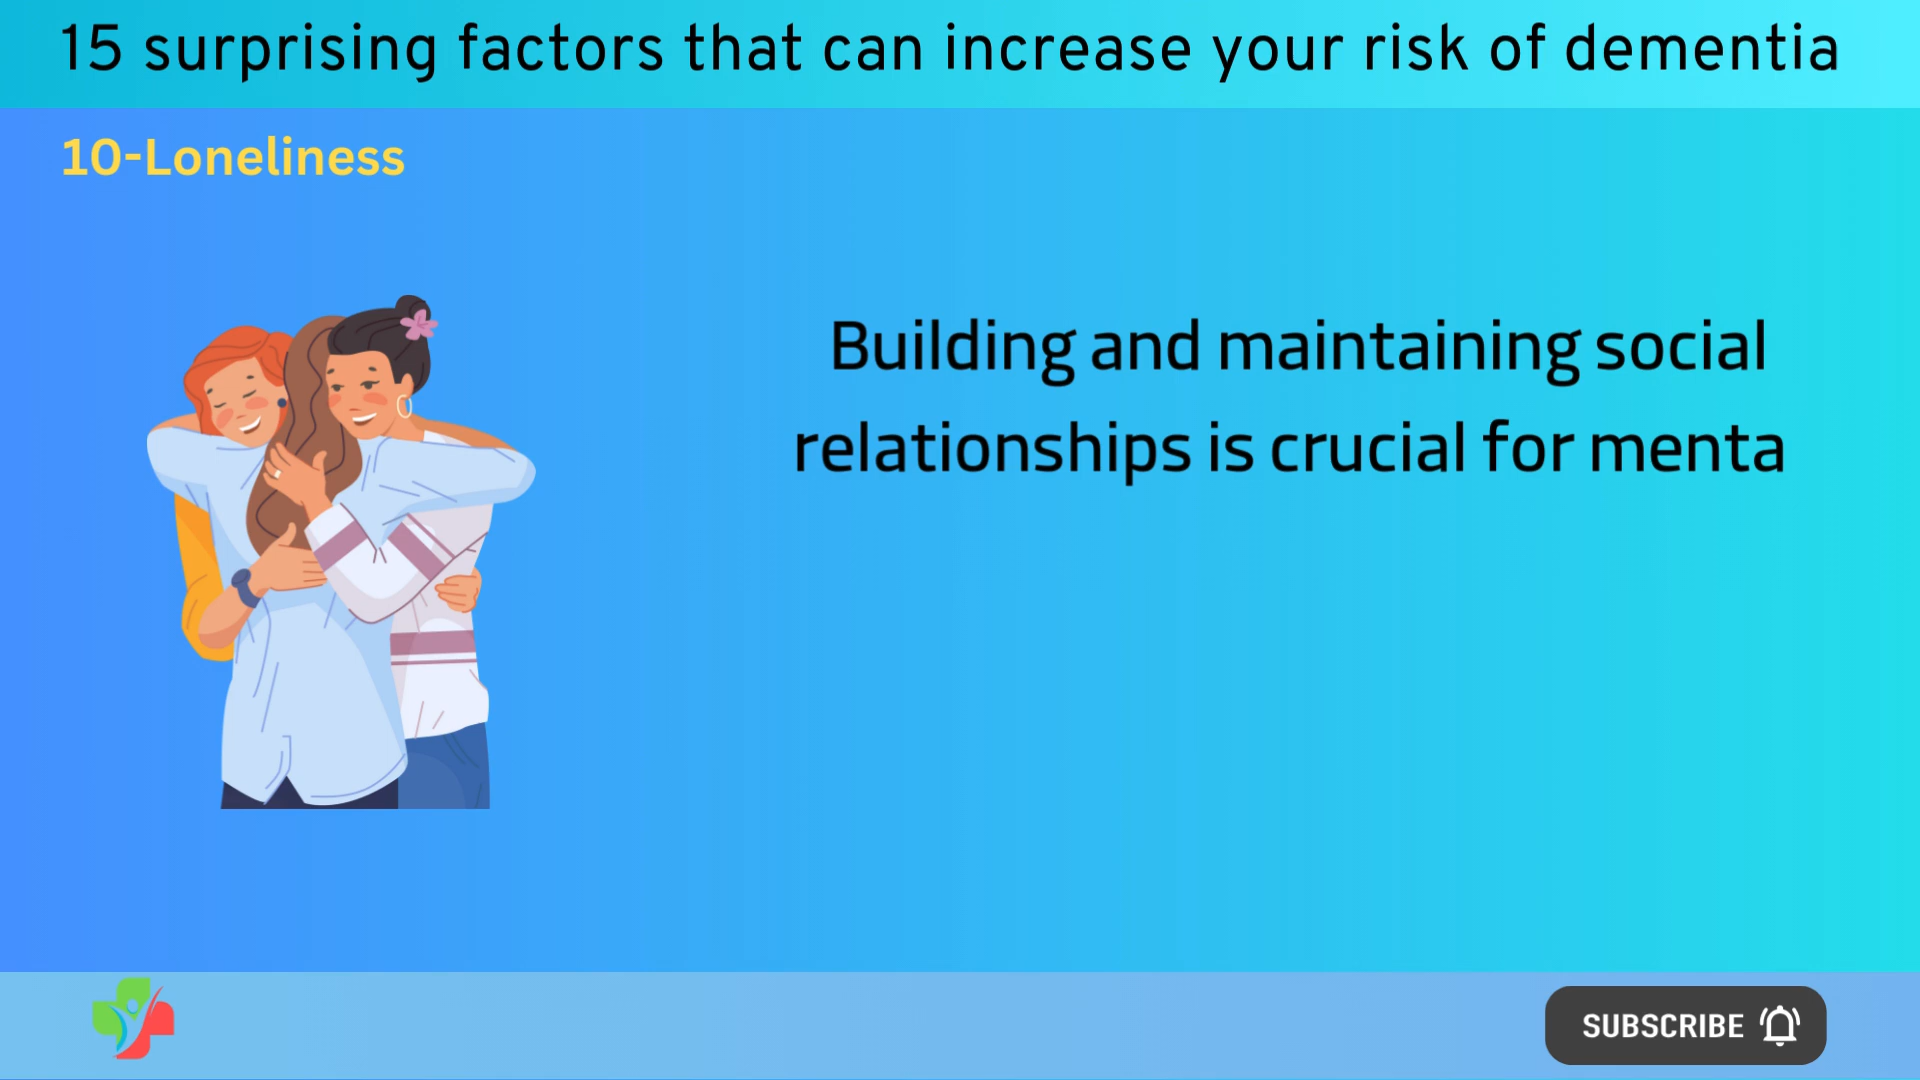 15 surprising factors that can increase your risk of dementia
10-Loneliness
Building and maintaining social
relationships is crucial for menta
SUBSCRIBE